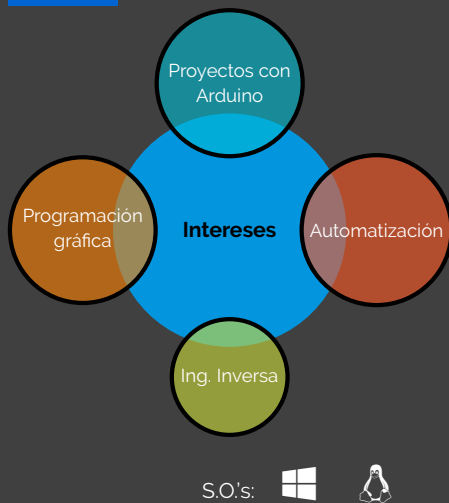 Proyectos con
Arduino
Programación
gráfica
Intereses
Automatización
Ing. Inversa
S.O.'s: